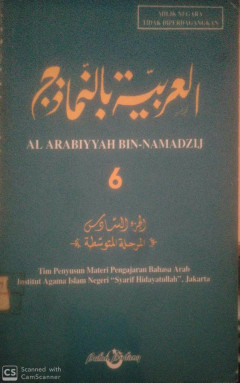 MILIK NEGARA
TIDAK DIPERDAGANGKAN
العربية بالنماذج
AL ARABIYYAH BIN-NAMADZIJ
6
الجزء السادس
﴿ المرحلة المتوسطة ﴾
Tim Penyusun Materi Pengajaran Bahasa Arab
Institut Agama Islam Negeri "Syarif Hidayatullah", Jakarta
CS Scanned with
CamScanner